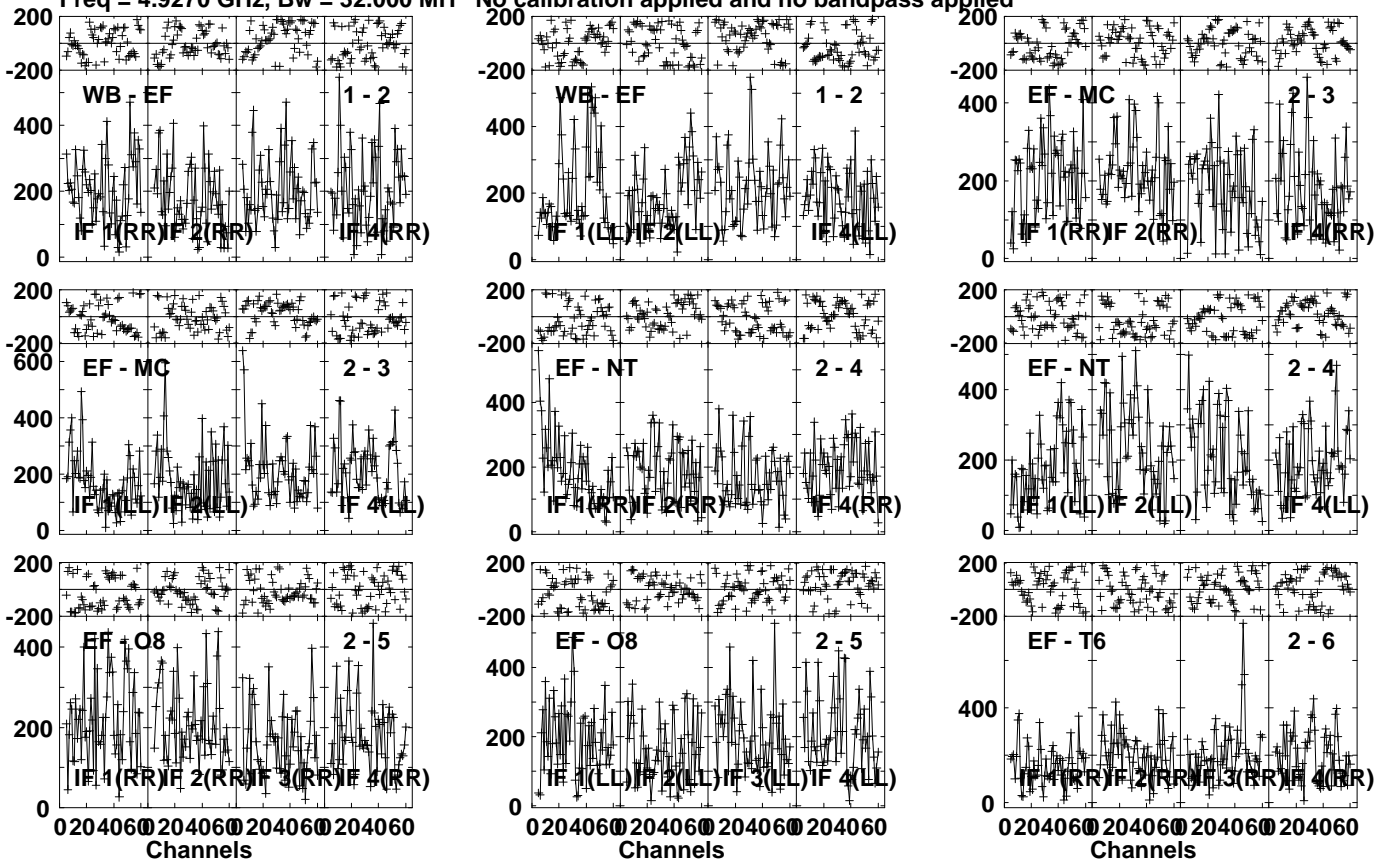 Freq = 4.9270 GHz, Bw = 32.000 MH No calibration applied and no bandpass applied
200 200 200
-200 -200 -200
WB - EF 1 - 2 WB - EF 1 - 2 EF - MC 2 - 3
400 400 400
200 200 200
IF 1(RR) IF 2(RR) IF 4(RR) IF 1(LL) IF 2(LL) IF 4(LL) IF 1(RR) IF 2(RR) IF 4(RR)
0 0 0
200 200 200
-200 -200 -200
600
EF - MC 2 - 3 EF - NT 2 - 4 EF - NT 2 - 4
400 400 400
200 200 200
IF 1(LL) IF 2(LL) IF 4(LL) IF 1(RR) IF 2(RR) IF 4(RR) IF 1(LL) IF 2(LL) IF 4(LL)
0 0 0
200 200 200
-200 -200 -200
EF - O8 2 - 5 EF - O8 2 - 5 EF - T6 2 - 6
400 400 400
200 200
IF 1(RR) IF 2(RR) IF 3(RR) IF 4(RR) IF 1(LL) IF 2(LL) IF 3(LL) IF 4(LL) IF 1(RR) IF 2(RR) IF 3(RR) IF 4(RR)
0 0 0
0 20 40 60 0 20 40 60 0 20 40 60 0 20 40 60 0 20 40 60 0 20 40 60 0 20 40 60 0 20 40 60 0 20 40 60 0 20 40 60 0 20 40 60 0 20 40 60
Channels Channels Channels